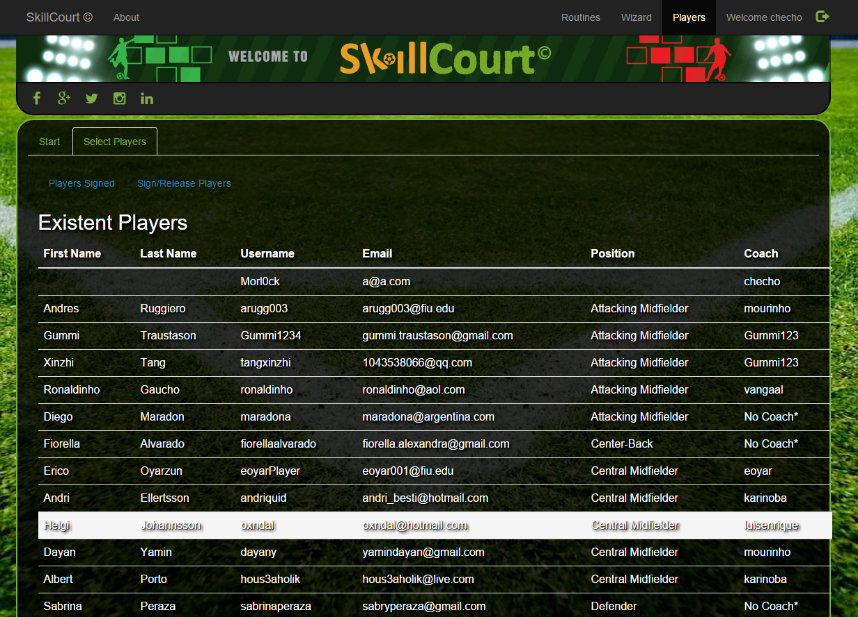 SkillCourt © About Routines Wizard Players Welcome checho
WELCOME TO SkillCourt©
Start Select Players
Players Signed Sign/Release Players
Existent Players
First Name Last Name Username Email Position Coach
Morl0ck a@a.com checho
Andres Ruggiero arugg003 arugg003@fiu.edu Attacking Midfielder mourinho
Gummi Traustason Gummi1234 gummi.traustason@gmail.com Attacking Midfielder Gummi123
Xinzhi Tang tangxinzhi 1043538066@qq.com Attacking Midfielder Gummi123
Ronaldinho Gaucho ronaldinho ronaldinho@aol.com Attacking Midfielder vangaal
Diego Maradon maradona maradona@argentina.com Attacking Midfielder No Coach*
Fiorella Alvarado fiorellaalvarado fiorella.alexandra@gmail.com Center-Back No Coach*
Erico Oyarzun eoyarPlayer eoyar001@fiu.edu Central Midfielder eoyar
Andri Ellertsson andriquid andri_besti@hotmail.com Central Midfielder karinoba
Helgi Johannsson oxndal oxndal@hotmail.com Central Midfielder luisenrique
Dayan Yamin dayany yamindayan@gmail.com Central Midfielder mourinho
Albert Porto hous3aholik hous3aholik@live.com Central Midfielder karinoba
Sabrina Peraza sabrinaperaza sabryperaza@gmail.com Defender No Coach*